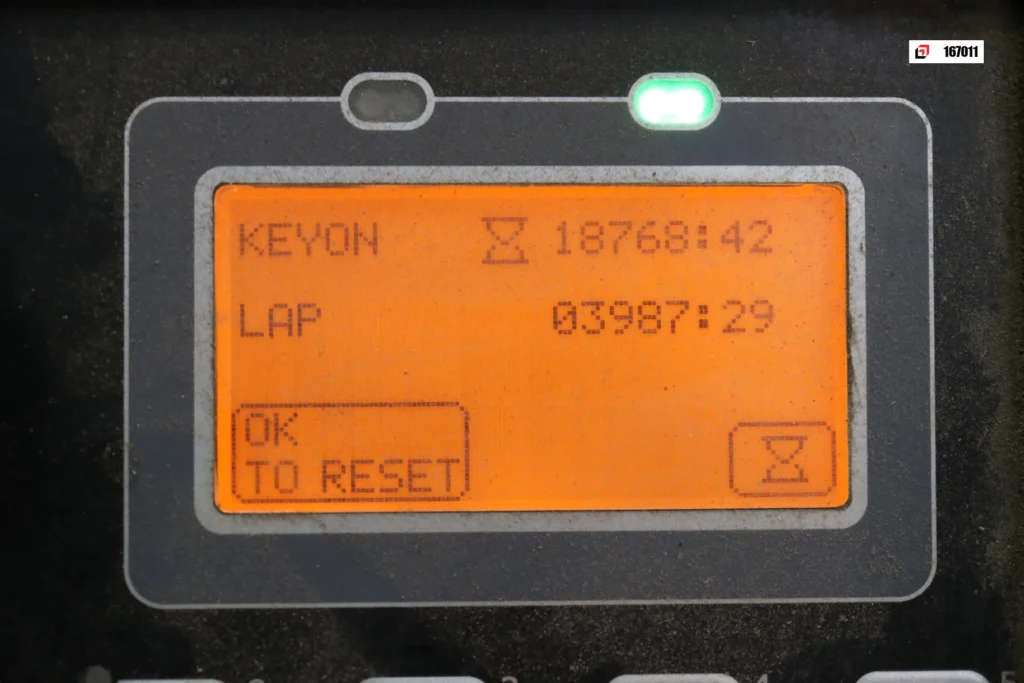 167011
KEYON 18768:42
LAP 03987:29
OK
TO RESET